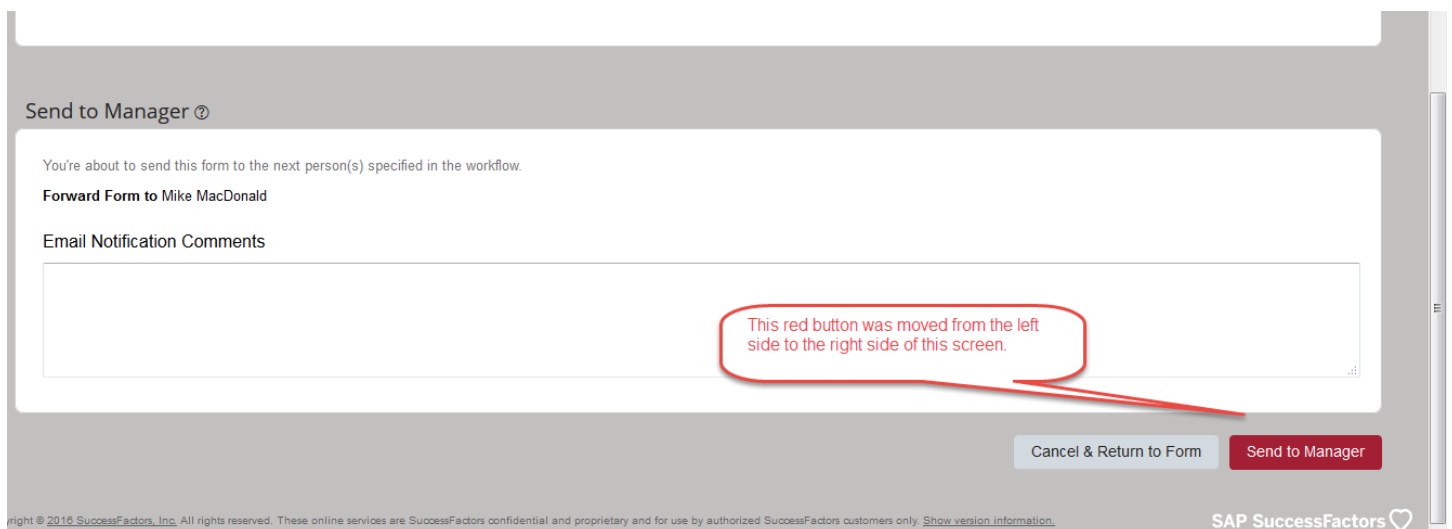 Send to Manager ?
You're about to send this form to the next person(s) specified in the workflow.
Forward Form to Mike MacDonald
Email Notification Comments
This red button was moved from the left
side to the right side of this screen.
Cancel & Return to Form
Send to Manager
yright © 2016 SuccessFactors, Inc. All rights reserved. These online services are SuccessFactors confidential and proprietary and for use by authorized SuccessFactors customers only. Show version information.
SAP SuccessFactors